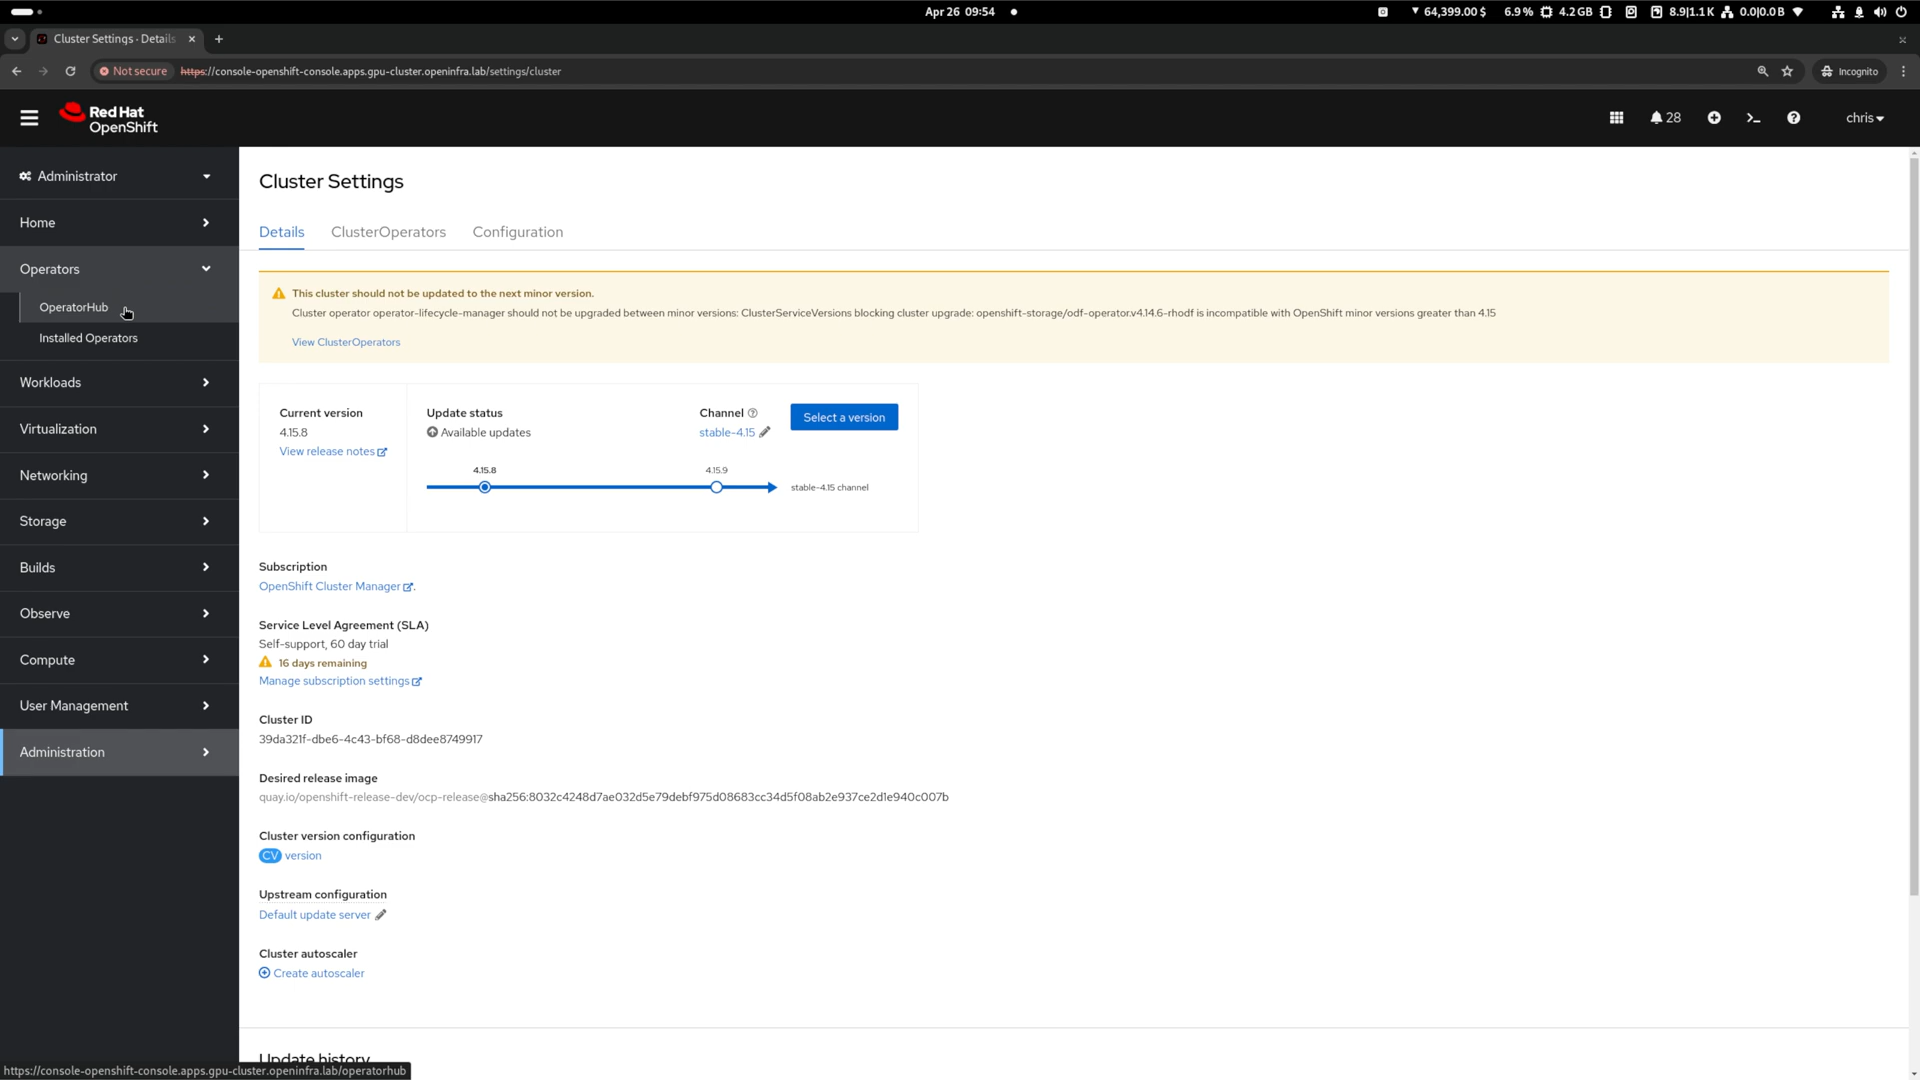 Apr 26 09:54
64,399.00 $
6.9 %
4.2GB
8.9|1.1 K
0.0|0.0 B
Cluster Settings · Details
Not secure
https://console-openshift-console.apps.gpu-cluster.openinfra.lab/settings/cluster
Incognito
Red Hat
OpenShift
28
chris
Administrator
Home
Operators
OperatorHub
Installed Operators
Workloads
Virtualization
Networking
Storage
Builds
Observe
Compute
User Management
Administration
Cluster Settings
Details
ClusterOperators
Configuration
This cluster should not be updated to the next minor version.
Cluster operator operator-lifecycle-manager should not be upgraded between minor versions: ClusterServiceVersions blocking cluster upgrade: openshift-storage/odf-operator.v4.14.6-rhodf is incompatible with OpenShift minor versions greater than 4.15
View ClusterOperators
Current version
4.15.8
View release notes
Update status
Available updates
Channel
stable-4.15
Select a version
4.15.8
4.15.9
stable-4.15 channel
Subscription
OpenShift Cluster Manager.
Service Level Agreement (SLA)
Self-support, 60 day trial
16 days remaining
Manage subscription settings
Cluster ID
39da321f-dbe6-4c43-bf68-d8dee8749917
Desired release image
quay.io/openshift-release-dev/ocp-release@sha256:8032c4248d7ae032d5e79debf975d08683cc34d5f08ab2e937ce2d1e940c007b
Cluster version configuration
CV version
Upstream configuration
Default update server
Cluster autoscaler
Create autoscaler
Update history
https://console-openshift-console.apps.gpu-cluster.openinfra.lab/operatorhub